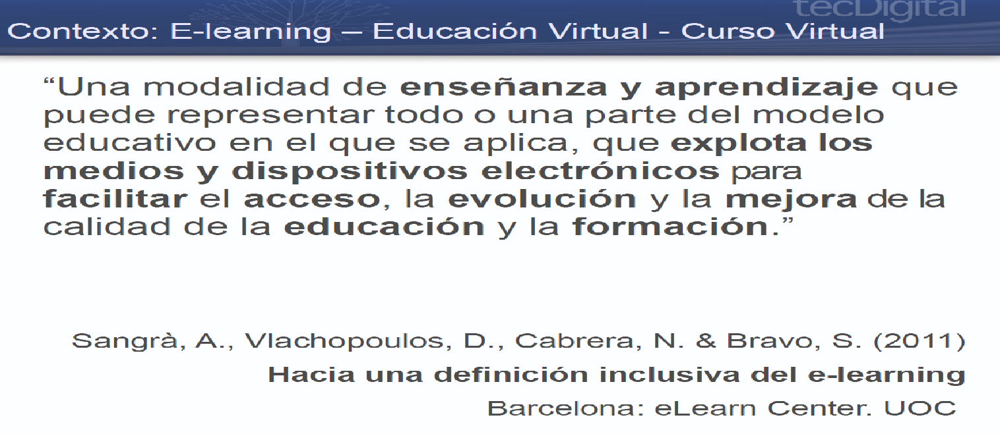 tecDigital
Contexto: E-learning – Educación Virtual - Curso Virtual
“Una modalidad de enseñanza y aprendizaje que
puede representar todo o una parte del modelo
educativo en el que se aplica, que explota los
medios y dispositivos electrónicos para
facilitar el acceso, la evolución y la mejora de la
calidad de la educación y la formación.”
Sangrà, A., Vlachopoulos, D., Cabrera, N. & Bravo, S. (2011)
Hacia una definición inclusiva del e-learning
Barcelona: eLearn Center. UOC